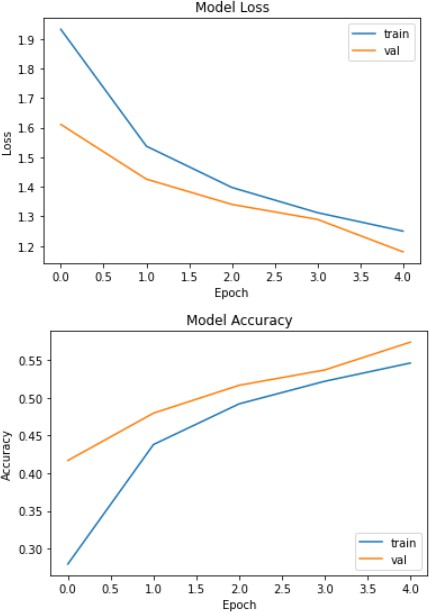 Model Loss
1.9
1.8
1.7
1.6
1.5
1.4
1.3
1.2
Loss
train
val
0.0 0.5 1.0 1.5 2.0 2.5 3.0 3.5 4.0
Epoch
Model Accuracy
0.55
0.50
0.45
0.40
0.35
0.30
Accuracy
train
val
0.0 0.5 1.0 1.5 2.0 2.5 3.0 3.5 4.0
Epoch